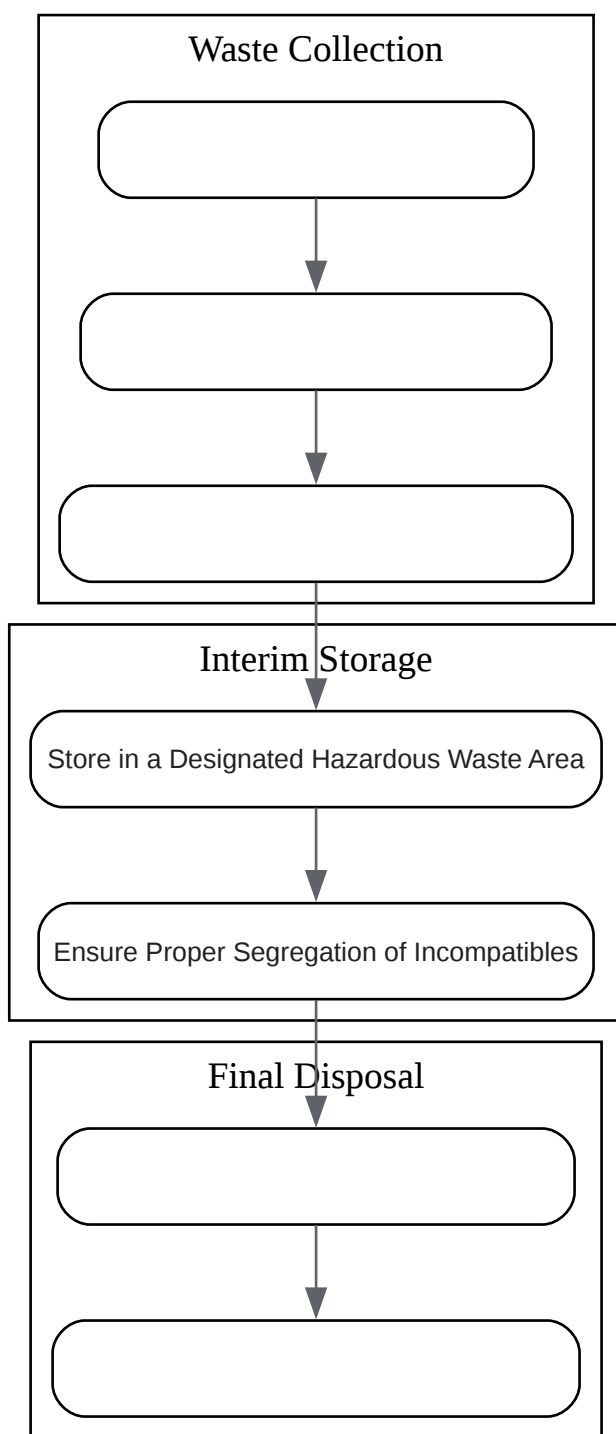 Waste Collection
Interim Storage
Store in a Designated Hazardous Waste Area
Ensure Proper Segregation of Incompatibles
Final Disposal